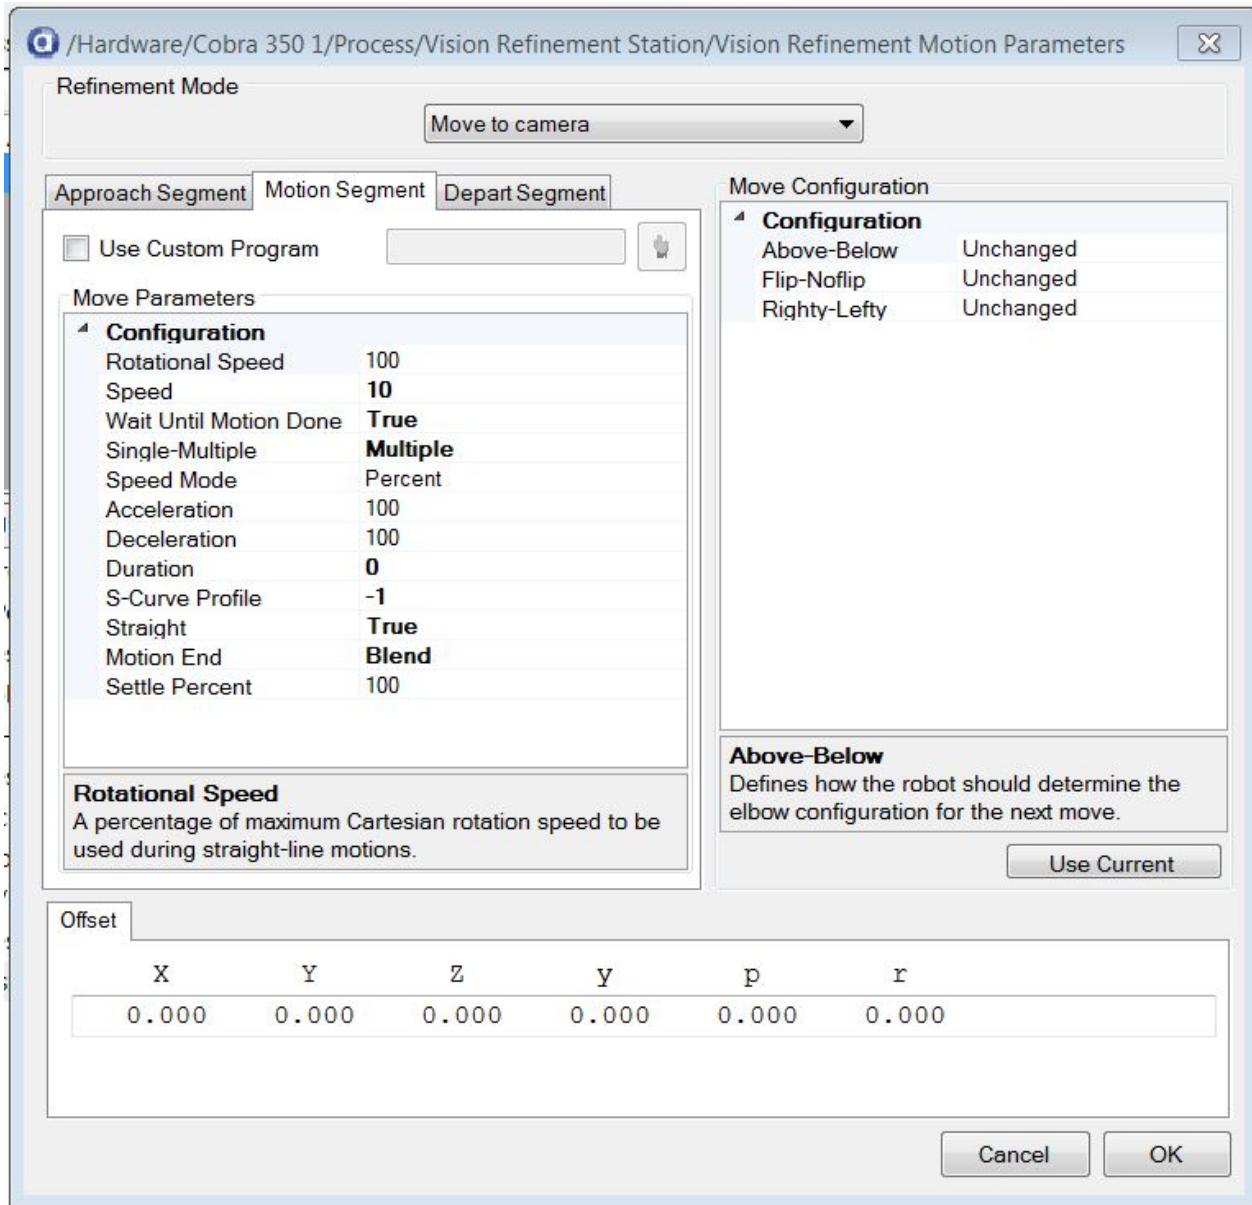 /Hardware/Cobra 350 1/Process/Vision Refinement Station/Vision Refinement Motion Parameters
Refinement Mode
Move to camera
Approach Segment Motion Segment Depart Segment
Use Custom Program
Move Parameters
Configuration
Rotational Speed 100
Speed 10
Wait Until Motion Done True
Single-Multiple Multiple
Speed Mode Percent
Acceleration 100
Deceleration 100
Duration 0
S-Curve Profile -1
Straight True
Motion End Blend
Settle Percent 100
Rotational Speed
A percentage of maximum Cartesian rotation speed to be
used during straight-line motions.
Move Configuration
Configuration
Above-Below Unchanged
Flip-Noflip Unchanged
Righty-Lefty Unchanged
Above-Below
Defines how the robot should determine the
elbow configuration for the next move.
Use Current
Offset
X Y Z y p r
0.000 0.000 0.000 0.000 0.000 0.000
Cancel OK